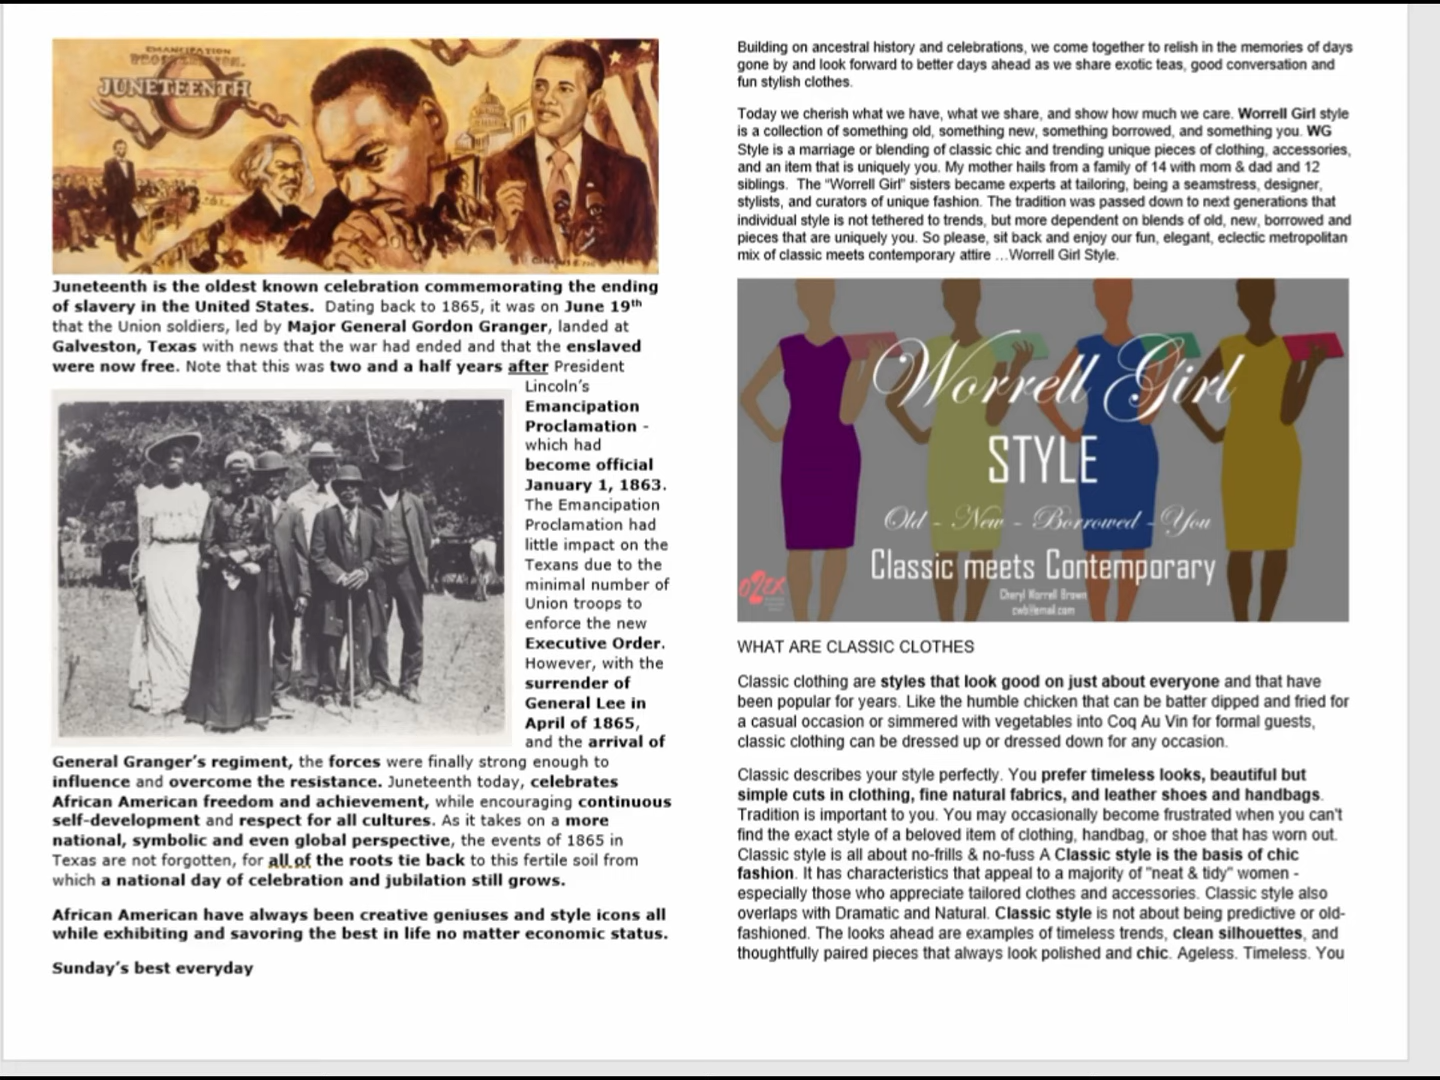 EMANCIPATION
PROCLAMATION.
JUNETEENTH
Juneteenth is the oldest known celebration commemorating the ending
of slavery in the United States.  Dating back to 1865, it was on June 19th
that the Union soldiers, led by Major General Gordon Granger, landed at
Galveston, Texas with news that the war had ended and that the enslaved
were now free. Note that this was two and a half years after President
Lincoln's
Emancipation
Proclamation -
which had
become official
January 1, 1863.
The Emancipation
Proclamation had
little impact on the
Texans due to the
minimal number of
Union troops to
enforce the new
Executive Order.
However, with the
surrender of
General Lee in
April of 1865,
and the arrival of
General Granger's regiment, the forces were finally strong enough to
influence and overcome the resistance. Juneteenth today, celebrates
African American freedom and achievement, while encouraging continuous
self-development and respect for all cultures. As it takes on a more
national, symbolic and even global perspective, the events of 1865 in
Texas are not forgotten, for all of the roots tie back to this fertile soil from
which a national day of celebration and jubilation still grows.
African American have always been creative geniuses and style icons all
while exhibiting and savoring the best in life no matter economic status.
Sunday's best everyday
Building on ancestral history and celebrations, we come together to relish in the memories of days
gone by and look forward to better days ahead as we share exotic teas, good conversation and
fun stylish clothes.
Today we cherish what we have, what we share, and show how much we care. Worrell Girl style
is a collection of something old, something new, something borrowed, and something you. WG
Style is a marriage or blending of classic chic and trending unique pieces of clothing, accessories,
and an item that is uniquely you. My mother hails from a family of 14 with mom & dad and 12
siblings.  The "Worrell Girl" sisters became experts at tailoring, being a seamstress, designer,
stylists, and curators of unique fashion. The tradition was passed down to next generations that
individual style is not tethered to trends, but more dependent on blends of old, new, borrowed and
pieces that are uniquely you. So please, sit back and enjoy our fun, elegant, eclectic metropolitan
mix of classic meets contemporary attire ...Worrell Girl Style.
Worrell Girl
STYLE
Old - New - Borrowed - You
Classic meets Contemporary
Cheryl Worrell Brown
cwb@email.com
WHAT ARE CLASSIC CLOTHES
Classic clothing are styles that look good on just about everyone and that have
been popular for years. Like the humble chicken that can be batter dipped and fried for
a casual occasion or simmered with vegetables into Coq Au Vin for formal guests,
classic clothing can be dressed up or dressed down for any occasion.
Classic describes your style perfectly. You prefer timeless looks, beautiful but
simple cuts in clothing, fine natural fabrics, and leather shoes and handbags.
Tradition is important to you. You may occasionally become frustrated when you can't
find the exact style of a beloved item of clothing, handbag, or shoe that has worn out.
Classic style is all about no-frills & no-fuss A Classic style is the basis of chic
fashion. It has characteristics that appeal to a majority of "neat & tidy" women -
especially those who appreciate tailored clothes and accessories. Classic style also
overlaps with Dramatic and Natural. Classic style is not about being predictive or old-
fashioned. The looks ahead are examples of timeless trends, clean silhouettes, and
thoughtfully paired pieces that always look polished and chic. Ageless. Timeless. You